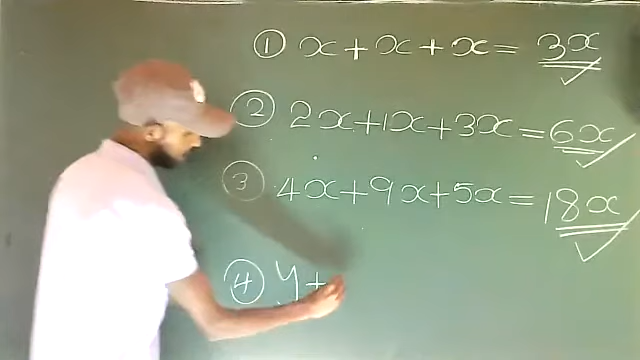 ① x + x + x = 3x
② 2x + 1x + 3x = 6x
③ 4x + 9x + 5x = 18x
④ y +